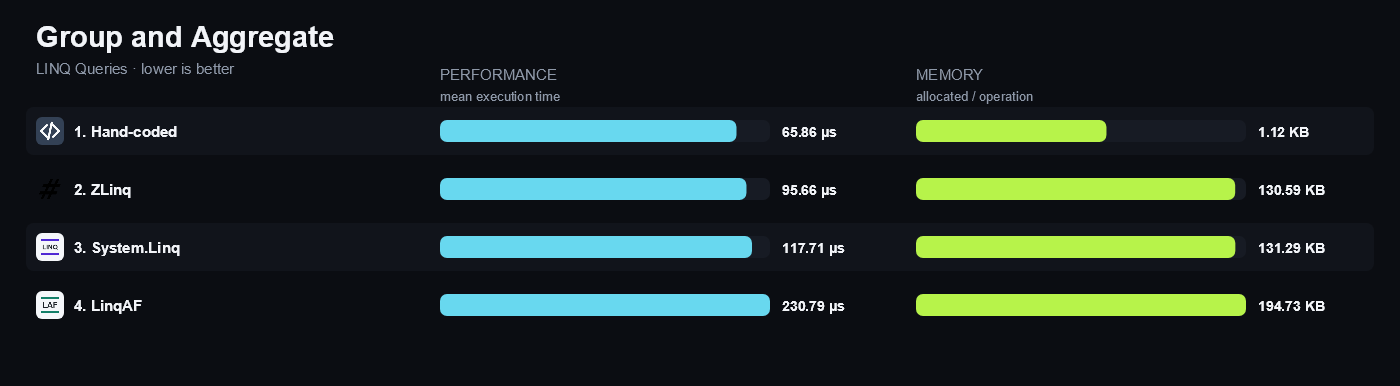 Group and Aggregate
LINQ Queries · lower is better
PERFORMANCE
mean execution time
MEMORY
allocated / operation
1. Hand-coded 65.86 µs 1.12 KB
# 2. ZLinq 95.66 µs 130.59 KB
LINQ 3. System.Linq 117.71 µs 131.29 KB
LAF 4. LinqAF 230.79 µs 194.73 KB